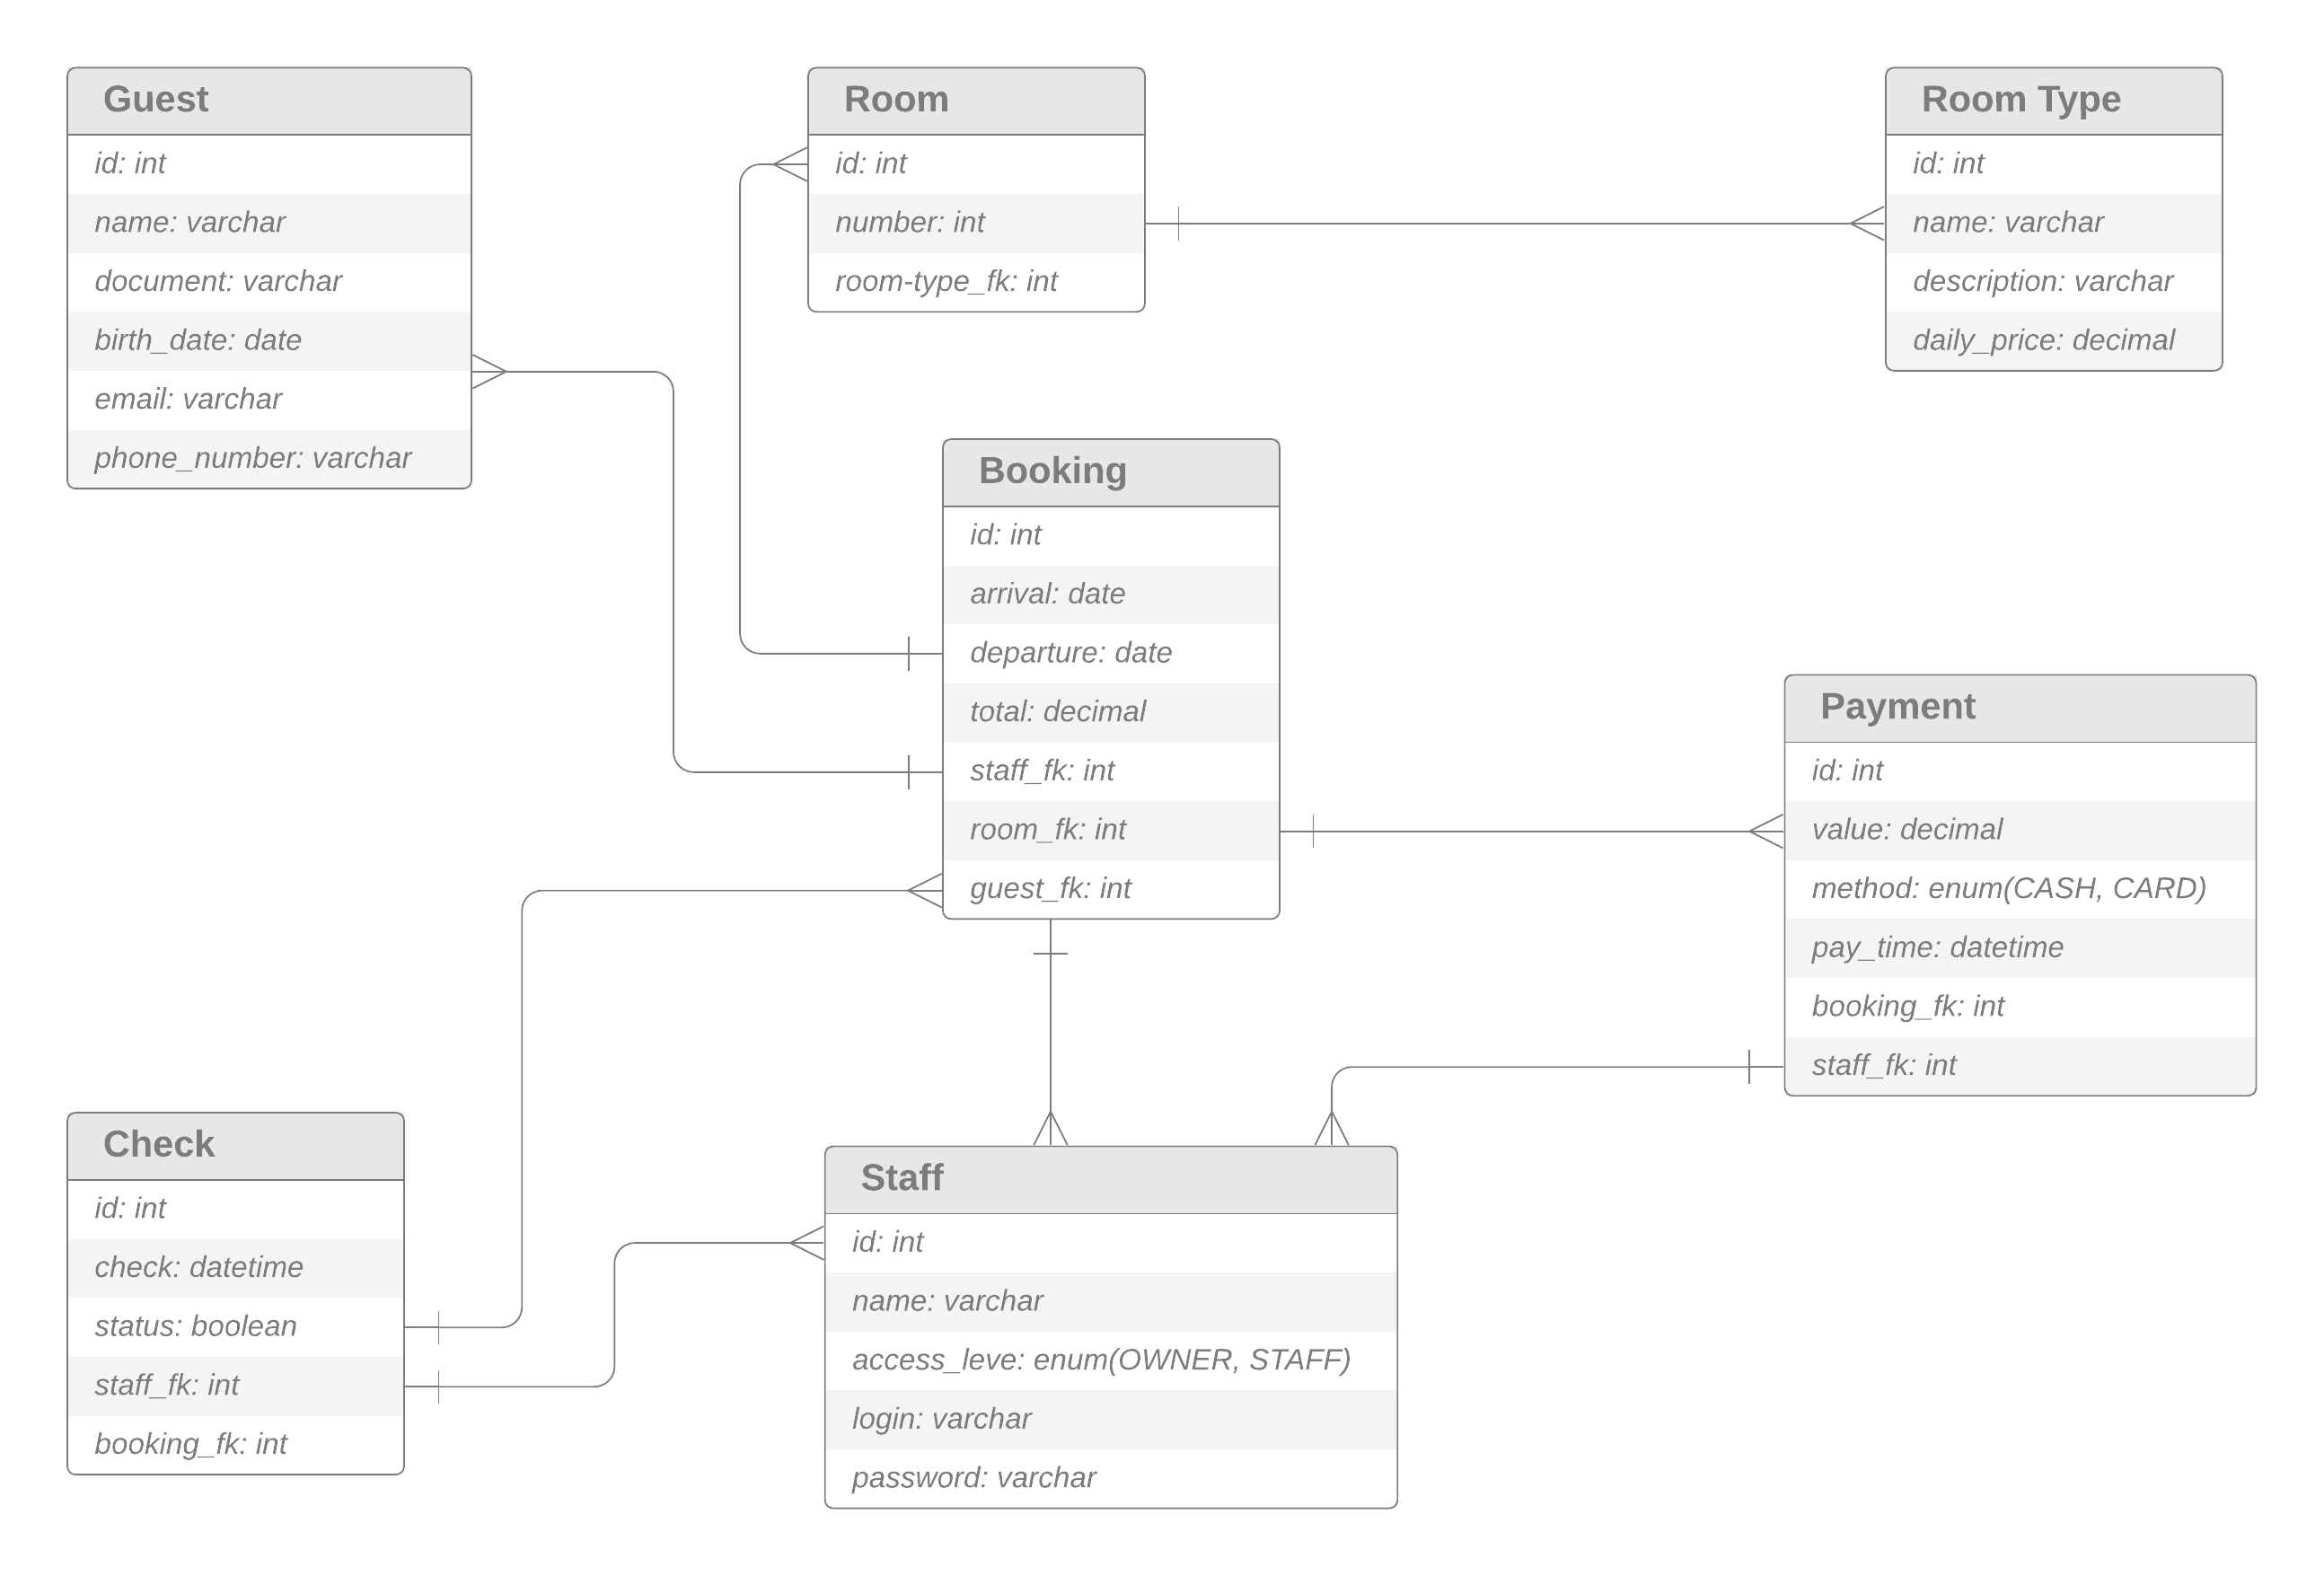 Guest
id: int
name: varchar
document: varchar
birth_date: date
email: varchar
phone_number: varchar
Room
id: int
number: int
room-type_fk: int
Room Type
id: int
name: varchar
description: varchar
daily_price: decimal
Booking
id: int
arrival: date
departure: date
total: decimal
staff_fk: int
room_fk: int
guest_fk: int
Payment
id: int
value: decimal
method: enum(CASH, CARD)
pay_time: datetime
booking_fk: int
staff_fk: int
Check
id: int
check: datetime
status: boolean
staff_fk: int
booking_fk: int
Staff
id: int
name: varchar
access_leve: enum(OWNER, STAFF)
login: varchar
password: varchar